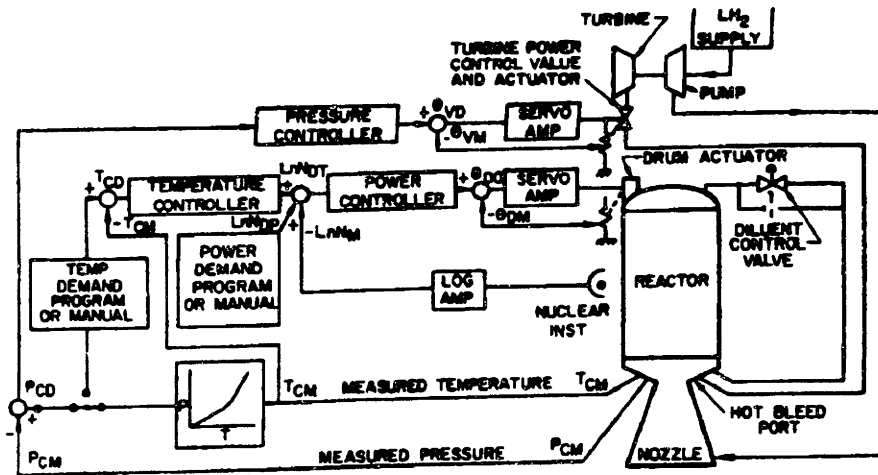 TURBINE
LH2
SUPPLY
TURBINE POWER
CONTROL VALVE
AND ACTUATOR
PUMP
PRESSURE
CONTROLLER
+ θVD
- θVM
SERVO
AMP
DRUM ACTUATOR
+ TCD
TEMPERATURE
CONTROLLER
- TCM
LnNDT
+
LnNDP
+
- LnNM
POWER
CONTROLLER
+ θDD
- θDM
SERVO
AMP
DILUENT
CONTROL
VALVE
TEMP
DEMAND
PROGRAM
OR MANUAL
POWER
DEMAND
PROGRAM
OR MANUAL
LOG
AMP
NUCLEAR
INST
REACTOR
PCD
+
-
P
T
TCM
MEASURED TEMPERATURE
TCM
HOT BLEED
PORT
PCM
MEASURED PRESSURE
PCM
NOZZLE